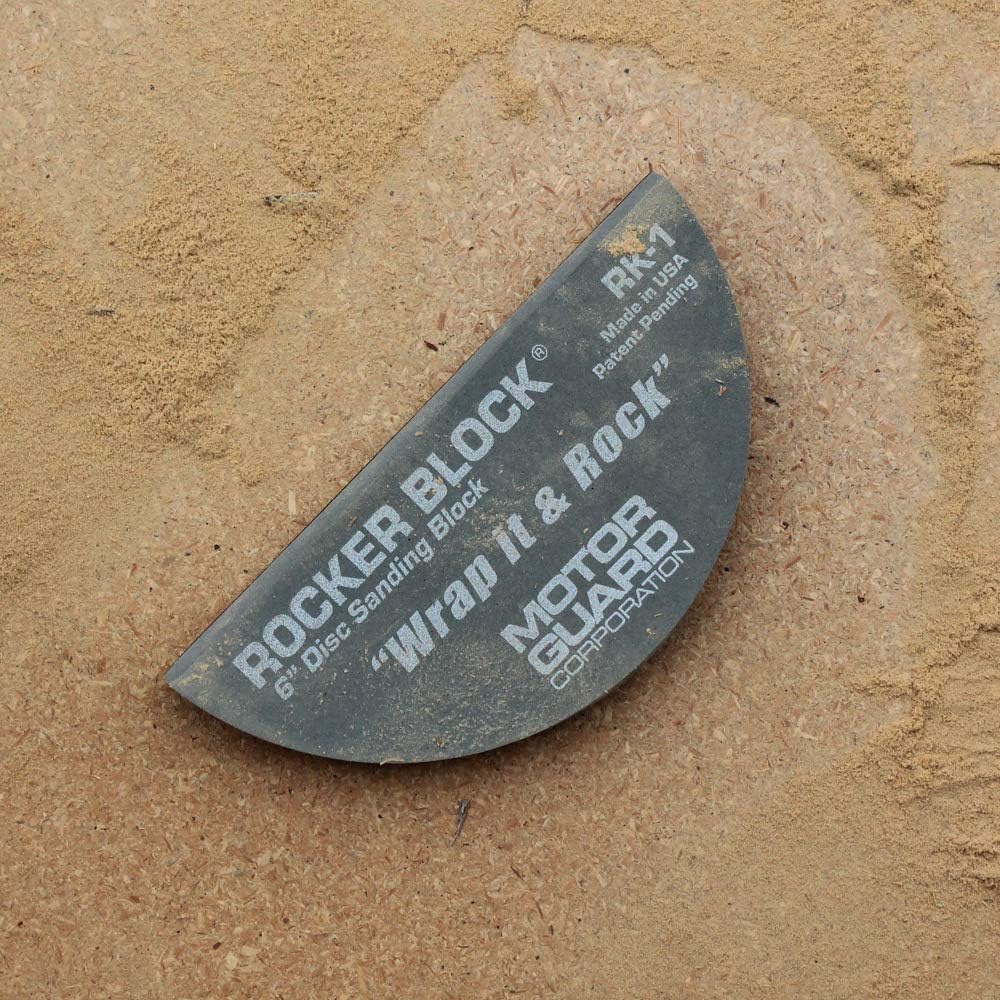 ROCKER BLOCK®
6” Disc Sanding Block
“Wrap it & Rock”
MOTOR
GUARD
CORPORATION
RK-1
Made in USA
Patent Pending